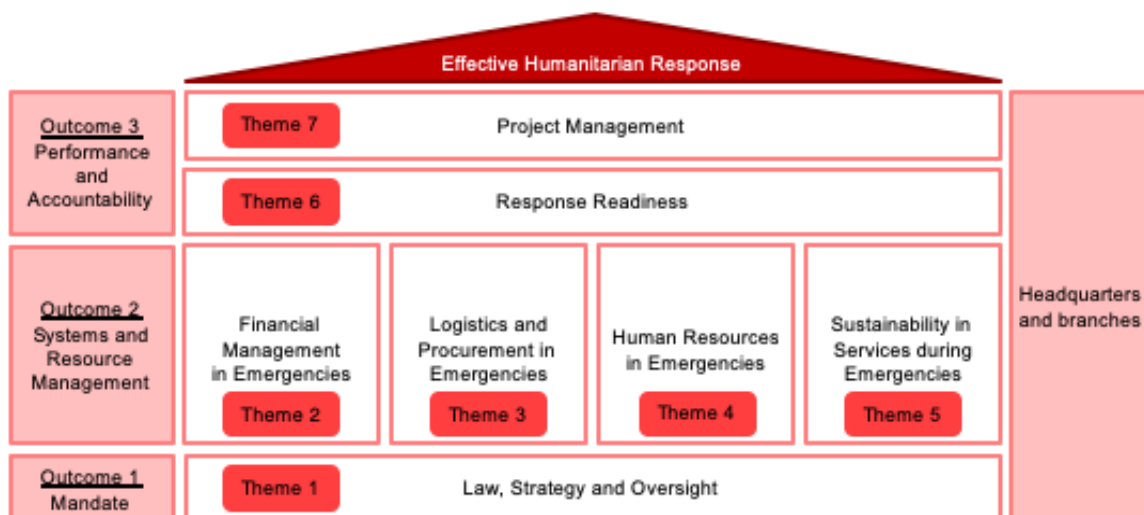 Effective Humanitarian Response
Outcome 3
Performance
and
Accountability
Theme 7
Project Management
Theme 6
Response Readiness
Outcome 2
Systems and
Resource
Management
Financial
Management
in Emergencies
Theme 2
Logistics and
Procurement in
Emergencies
Theme 3
Human Resources
in Emergencies
Theme 4
Sustainability in
Services during
Emergencies
Theme 5
Headquarters
and branches
Outcome 1
Mandate
Theme 1
Law, Strategy and Oversight